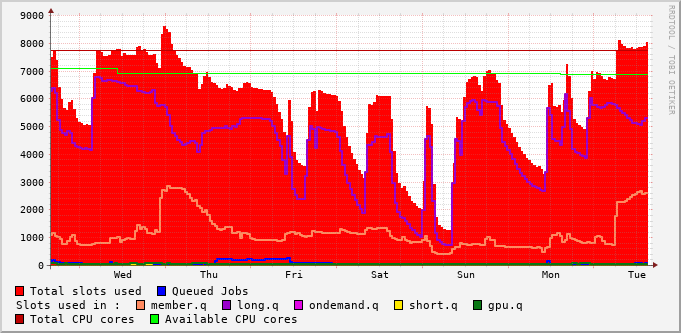 9000
8000
7000
6000
5000
4000
3000
2000
1000
0
Wed Thu Fri Sat Sun Mon Tue
RRDTOOL / TOBI OETIKER
Total slots used Queued Jobs
Slots used in : member.q long.q ondemand.q short.q gpu.q
Total CPU cores Available CPU cores